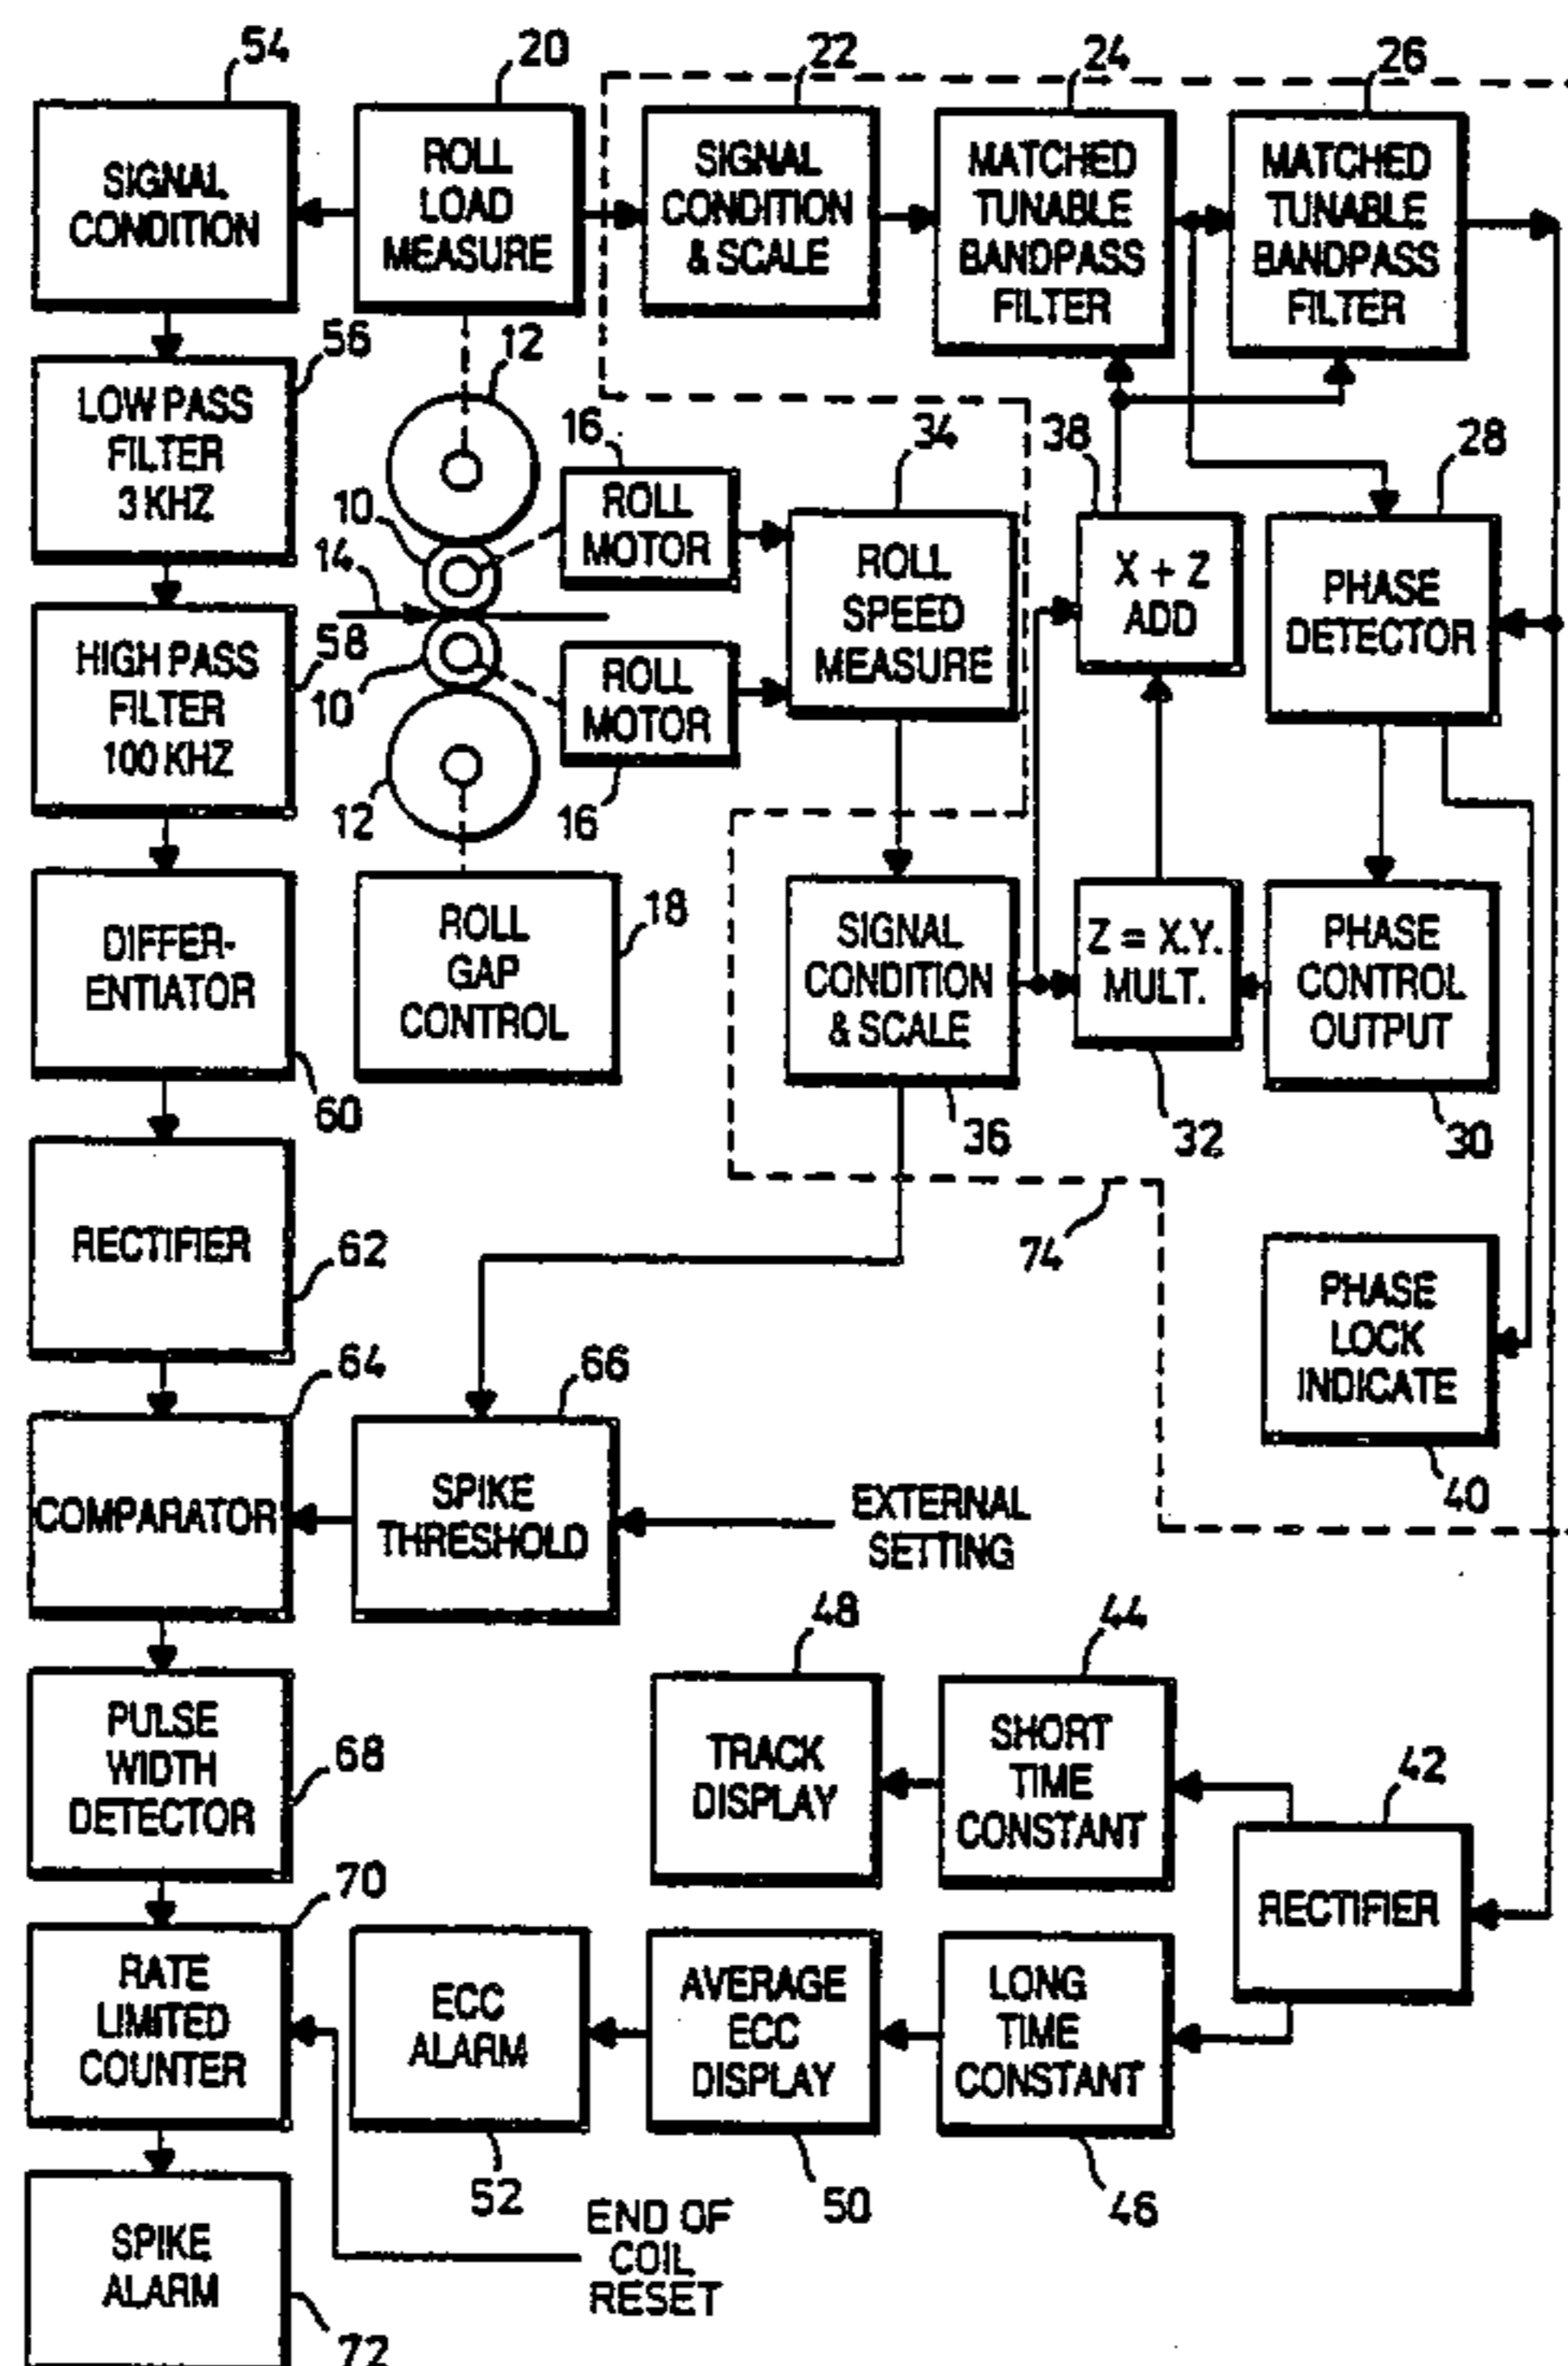 54
20
22
24
26
SIGNAL
CONDITION
ROLL
LOAD
MEASURE
SIGNAL
CONDITION
& SCALE
MATCHED
TUNABLE
BANDPASS
FILTER
MATCHED
TUNABLE
BANDPASS
FILTER
56
12
LOW PASS
FILTER
3 KHZ
16
34
38
28
10
ROLL
MOTOR
14
ROLL
SPEED
MEASURE
X + Z
ADD
PHASE
DETECTOR
58
HIGH PASS
FILTER
100 KHZ
10
ROLL
MOTOR
12
16
DIFFER-
ENTIATOR
ROLL
GAP
CONTROL
18
SIGNAL
CONDITION
& SCALE
Z = X.Y.
MULT.
PHASE
CONTROL
OUTPUT
60
36
32
30
RECTIFIER
62
74
PHASE
LOCK
INDICATE
64
66
40
COMPARATOR
SPIKE
THRESHOLD
EXTERNAL
SETTING
48
44
PULSE
WIDTH
DETECTOR
68
TRACK
DISPLAY
SHORT
TIME
CONSTANT
42
RECTIFIER
70
RATE
LIMITED
COUNTER
ECC
ALARM
AVERAGE
ECC
DISPLAY
LONG
TIME
CONSTANT
52
50
46
END OF
COIL
RESET
SPIKE
ALARM
72